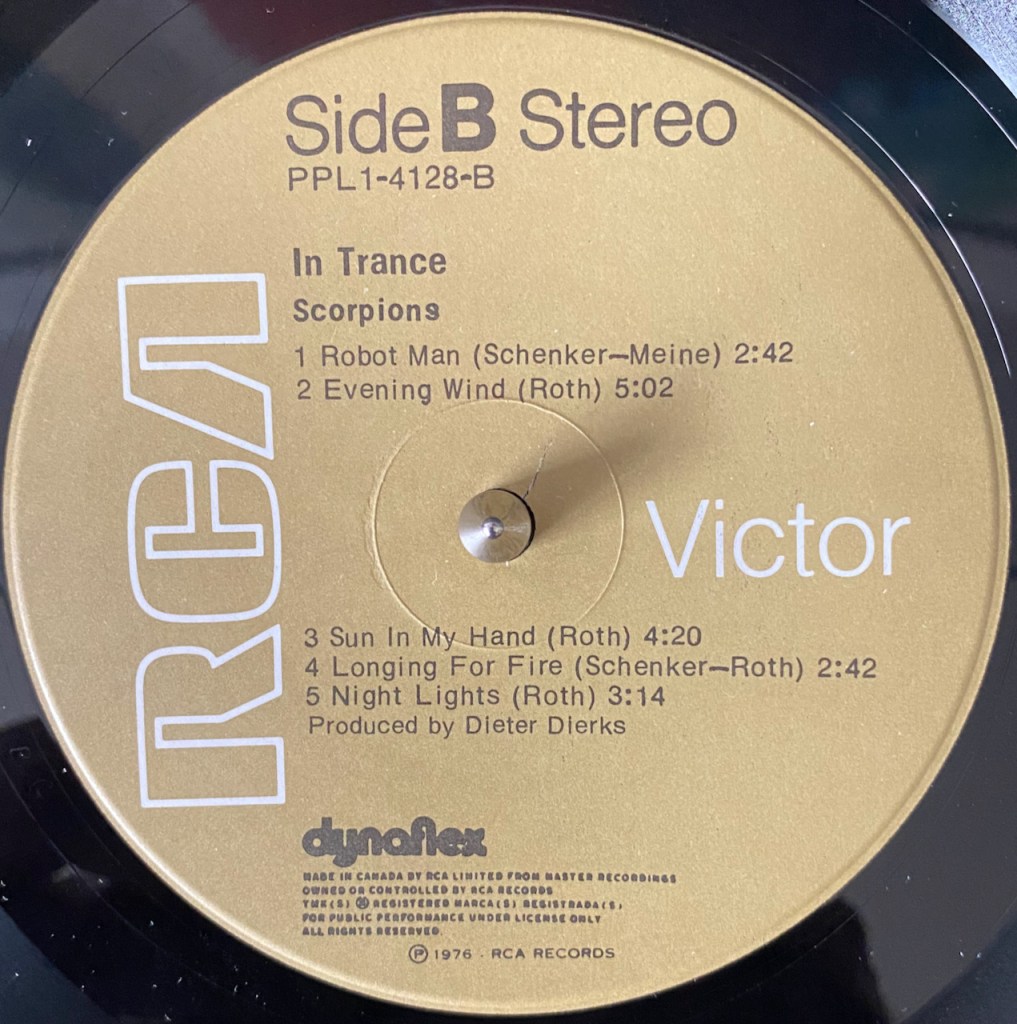 Side B Stereo
PPL1-4128-B
In Trance
Scorpions
1 Robot Man (Schenker-Meine) 2:42
2 Evening Wind (Roth) 5:02
RCA
Victor
3 Sun In My Hand (Roth) 4:20
4 Longing For Fire (Schenker-Roth) 2:42
5 Night Lights (Roth) 3:14
Produced by Dieter Dierks
dynaflex
MADE IN CANADA BY RCA LIMITED FROM MASTER RECORDINGS
OWNED OR CONTROLLED BY RCA RECORDS
TMK(S) ® REGISTERED MARCA(S) REGISTRADA(S),
FOR PUBLIC PERFORMANCE UNDER LICENSE ONLY
ALL RIGHTS RESERVED.
Ⓟ 1976 · RCA RECORDS